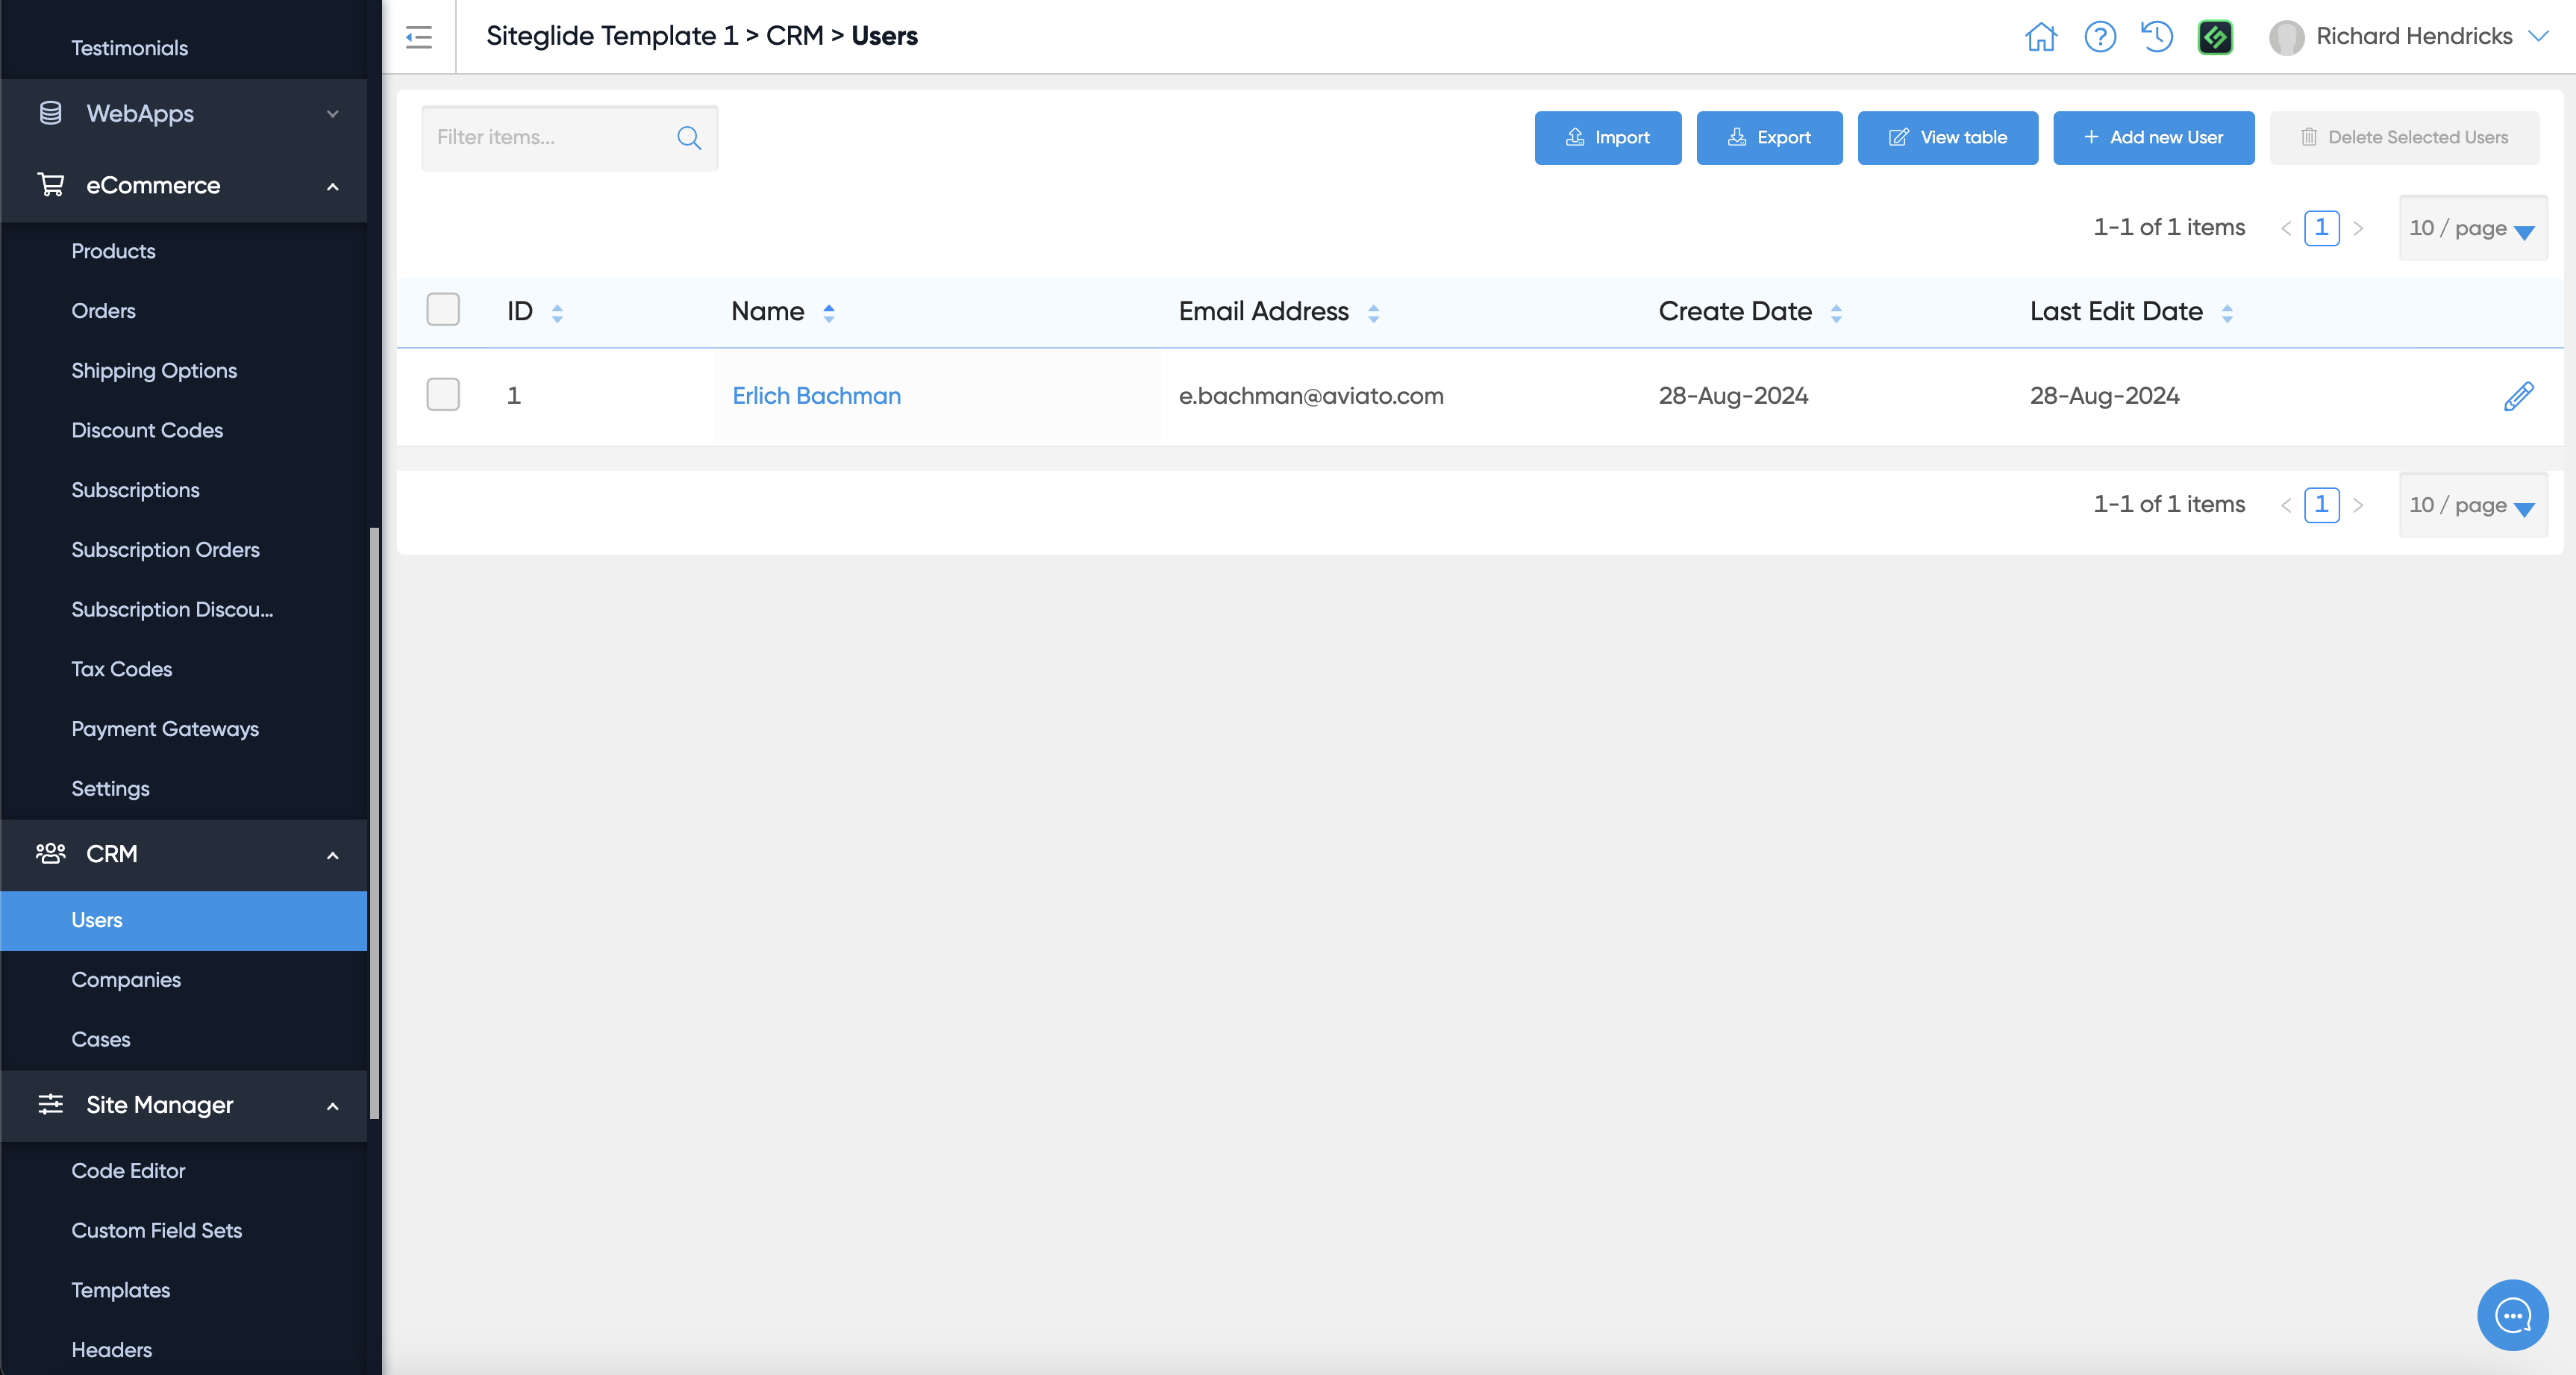 Testimonials
WebApps
eCommerce
Products
Orders
Shipping Options
Discount Codes
Subscriptions
Subscription Orders
Subscription Discou...
Tax Codes
Payment Gateways
Settings
CRM
Users
Companies
Cases
Site Manager
Code Editor
Custom Field Sets
Templates
Headers
Siteglide Template 1 > CRM > Users
Richard Hendricks
Filter items...
Import
Export
View table
+ Add new User
Delete Selected Users
1-1 of 1 items < 1 > 10 / page
ID Name Email Address Create Date Last Edit Date
1 Erlich Bachman e.bachman@aviato.com 28-Aug-2024 28-Aug-2024
1-1 of 1 items < 1 > 10 / page